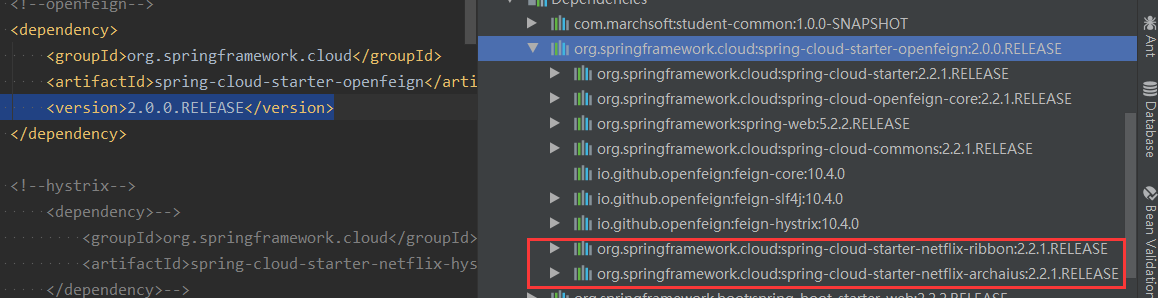 <!--openfeign-->
<dependency>
<groupId>org.springframework.cloud</groupId>
<artifactId>spring-cloud-starter-openfeign</arti
<version>2.0.0.RELEASE</version>
</dependency>
<!--hystrix-->
<dependency>-->
<groupId>org.springframework.cloud</groupId>
<artifactId>spring-cloud-starter-netflix-hys
</dependency>-->
Dependencies
com.marchsoft:student-common:1.0.0-SNAPSHOT
org.springframework.cloud:spring-cloud-starter-openfeign:2.0.0.RELEASE
org.springframework.cloud:spring-cloud-starter:2.2.1.RELEASE
org.springframework.cloud:spring-cloud-openfeign-core:2.2.1.RELEASE
org.springframework:spring-web:5.2.2.RELEASE
org.springframework.cloud:spring-cloud-commons:2.2.1.RELEASE
io.github.openfeign:feign-core:10.4.0
io.github.openfeign:feign-slf4j:10.4.0
io.github.openfeign:feign-hystrix:10.4.0
org.springframework.cloud:spring-cloud-starter-netflix-ribbon:2.2.1.RELEASE
org.springframework.cloud:spring-cloud-starter-netflix-archaius:2.2.1.RELEASE
org.springframework.boot:spring-boot-starter-web:2.2.2.RELEASE
Ant
Database
Bean Validation